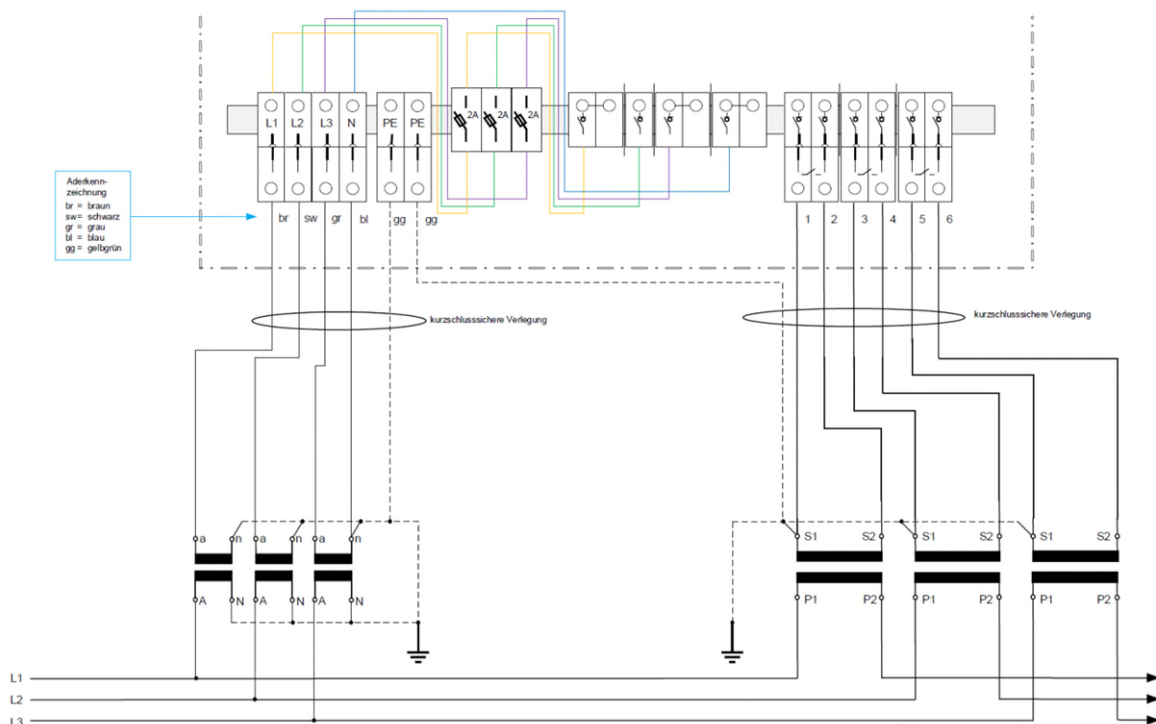 L1 L2 L3 N PE PE 2A 2A 2A
Aderkenn-
zeichnung
br = braun
sw= schwarz
gr = grau
bl = blau
gg = gelbgrün
br sw gr bl gg gg 1 2 3 4 5 6
kurzschlusssichere Verlegung
kurzschlusssichere Verlegung
a n a n a n S1 S2 S1 S2 S1 S2
A N A N A N P1 P2 P1 P2 P1 P2
L1
L2
L3